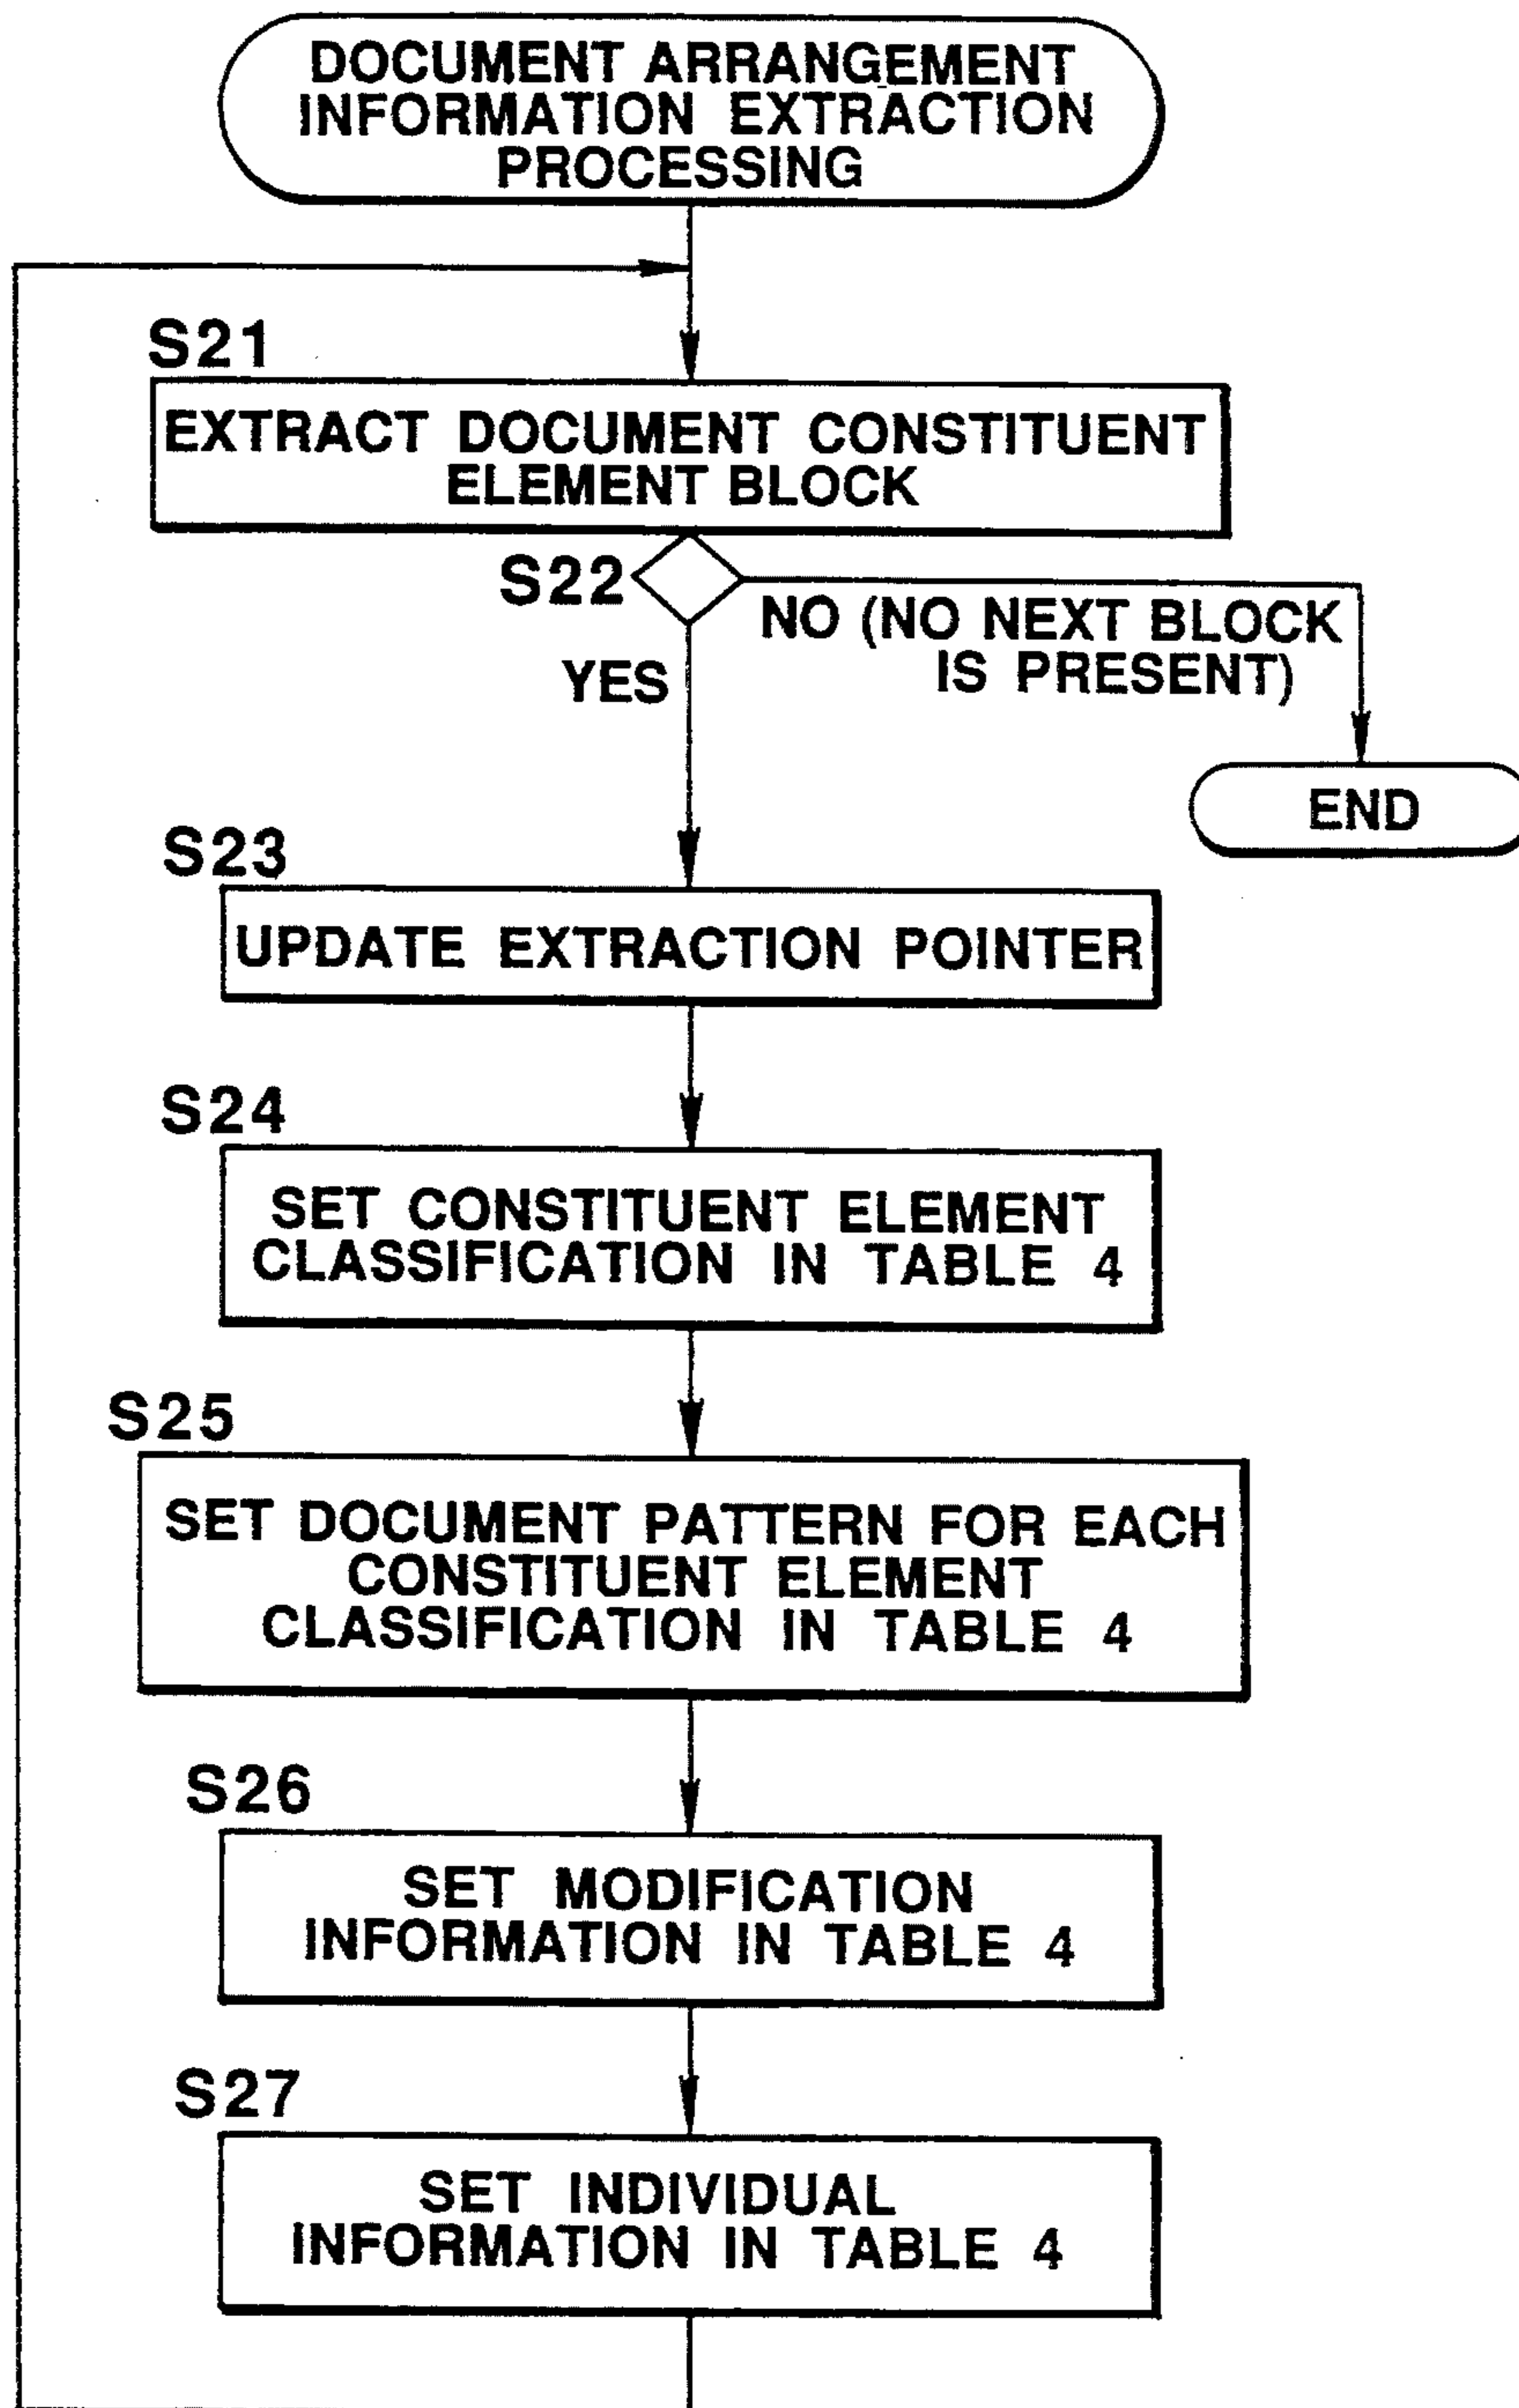 DOCUMENT ARRANGEMENT
INFORMATION EXTRACTION
PROCESSING
S21
EXTRACT DOCUMENT CONSTITUENT
ELEMENT BLOCK
S22
NO (NO NEXT BLOCK
IS PRESENT)
YES
END
S23
UPDATE EXTRACTION POINTER
S24
SET CONSTITUENT ELEMENT
CLASSIFICATION IN TABLE 4
S25
SET DOCUMENT PATTERN FOR EACH
CONSTITUENT ELEMENT
CLASSIFICATION IN TABLE 4
S26
SET MODIFICATION
INFORMATION IN TABLE 4
S27
SET INDIVIDUAL
INFORMATION IN TABLE 4